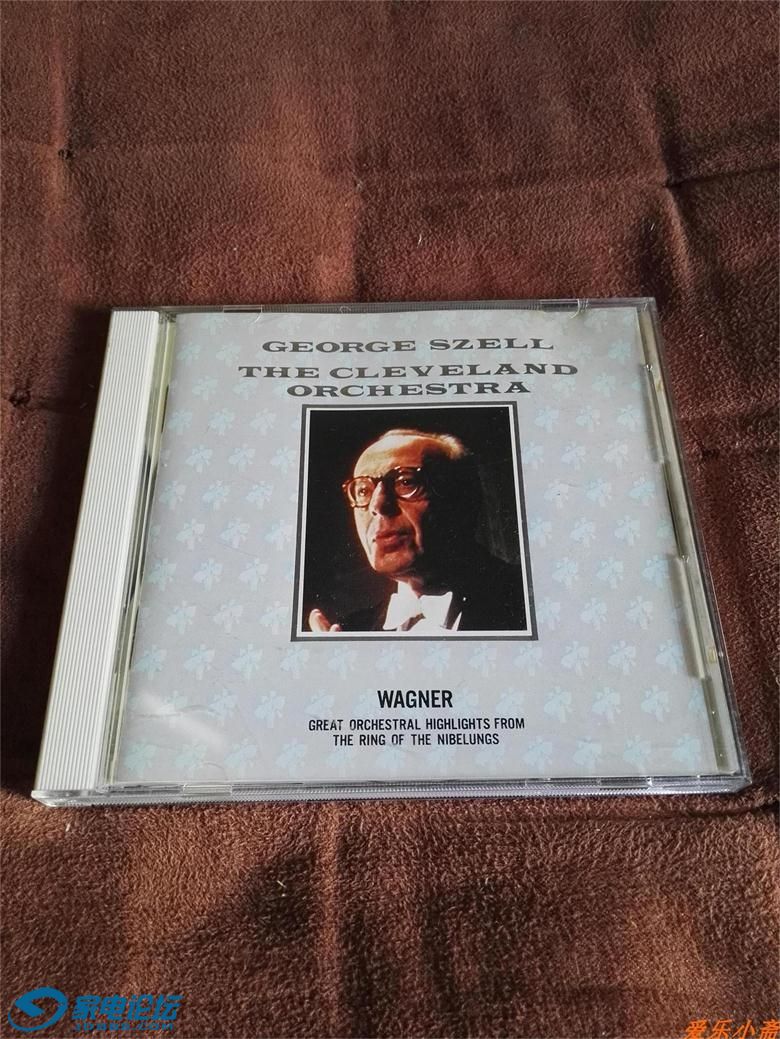 GEORGE SZELL
THE CLEVELAND
ORCHESTRA
WAGNER
GREAT ORCHESTRAL HIGHLIGHTS FROM
THE RING OF THE NIBELUNGS
家电论坛
爱乐小斋